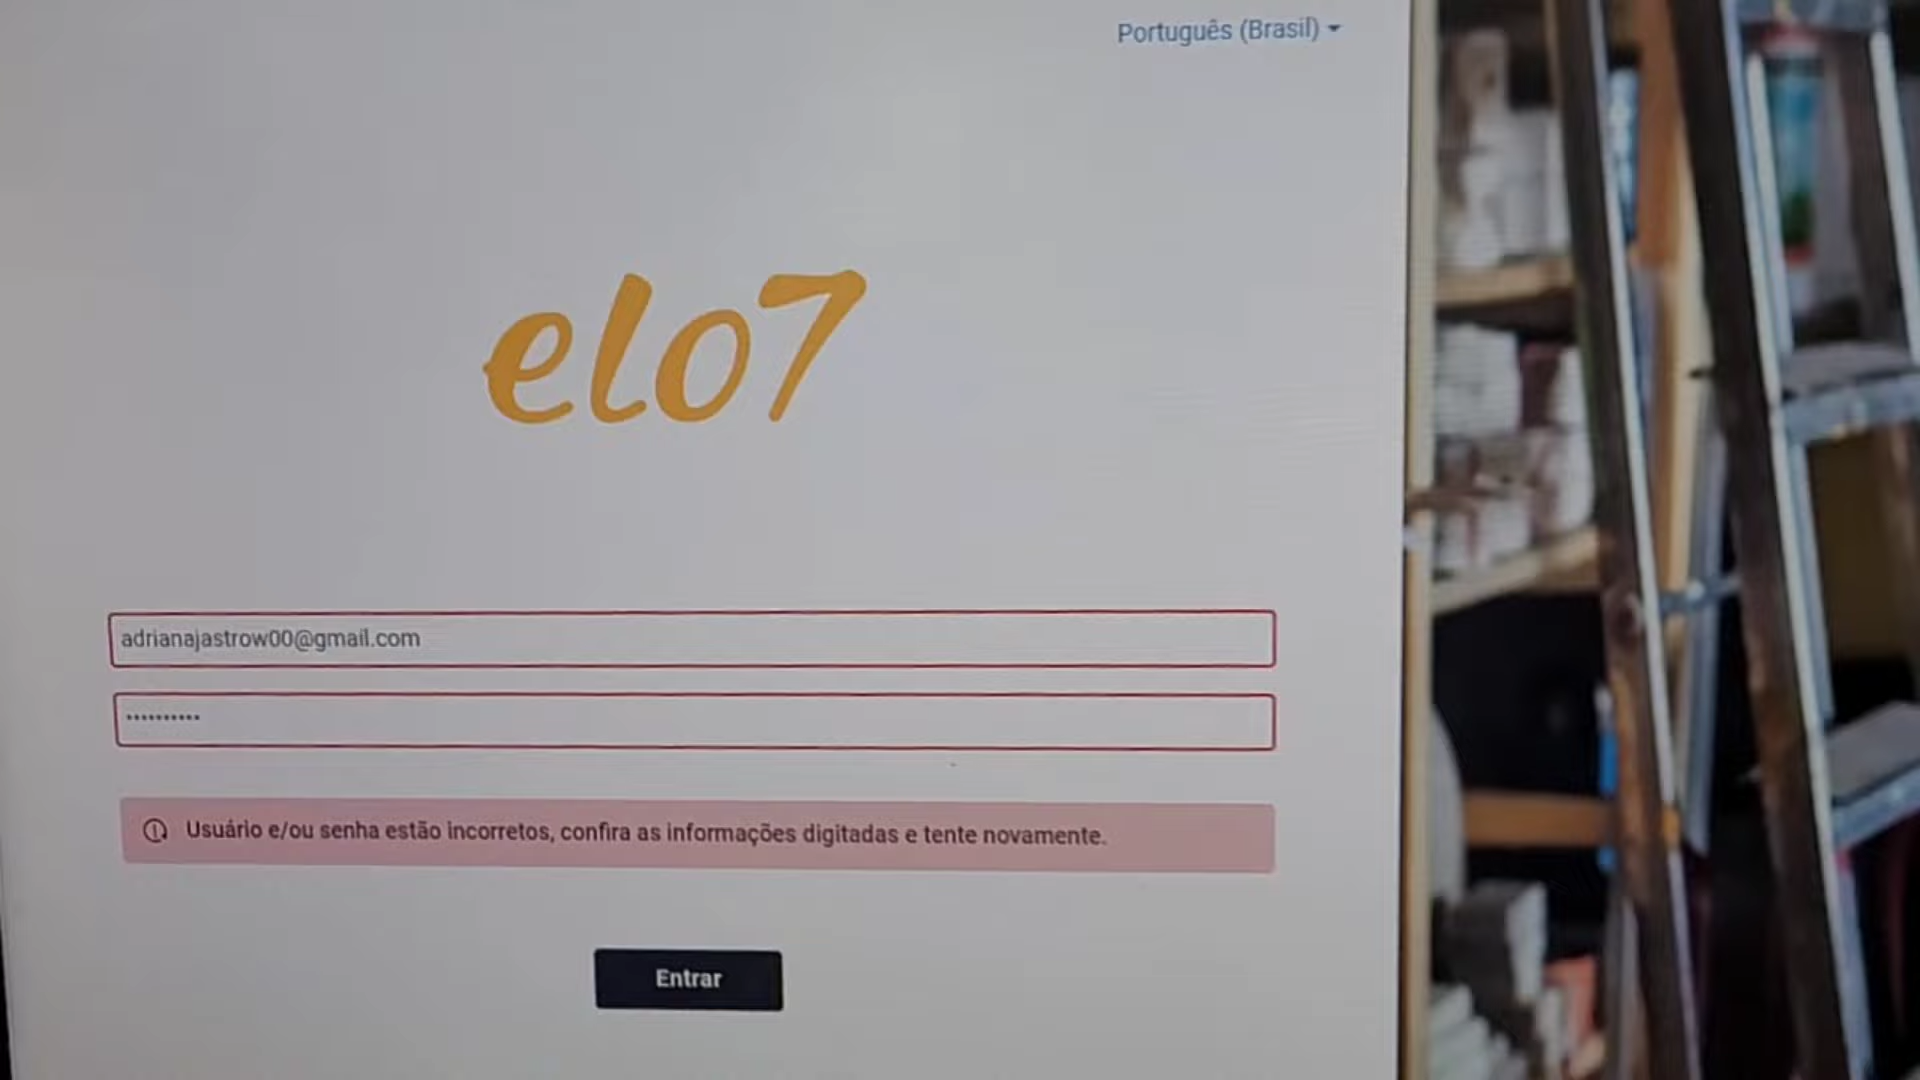 Português (Brasil)
elo7
adrianajastrow00@gmail.com
••••••••••
Usuário e/ou senha estão incorretos, confira as informações digitadas e tente novamente.
Entrar